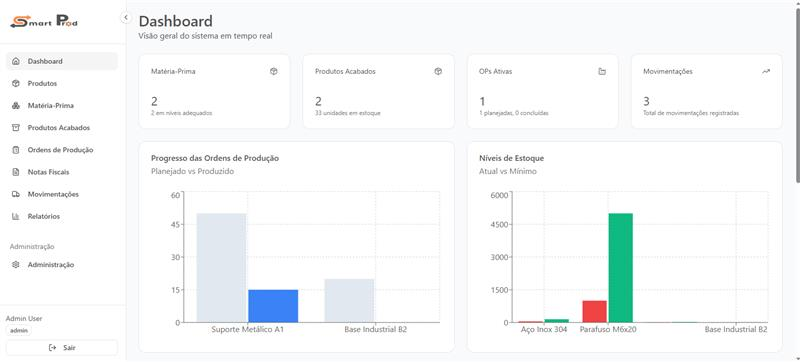 Smart Prod
Dashboard
Produtos
Matéria-Prima
Produtos Acabados
Ordens de Produção
Notas Fiscais
Movimentações
Relatórios
Administração
Administração
Admin User
admin
Sair
Dashboard
Visão geral do sistema em tempo real
Matéria-Prima
2
2 em níveis adequados
Produtos Acabados
2
33 unidades em estoque
OPs Ativas
1
1 planejadas, 0 concluídas
Movimentações
3
Total de movimentações registradas
Progresso das Ordens de Produção
Planejado vs Produzido
60
45
30
15
0
Suporte Metálico A1
Base Industrial B2
Níveis de Estoque
Atual vs Mínimo
6000
4500
3000
1500
0
Aço Inox 304
Parafuso M6x20
Base Industrial B2